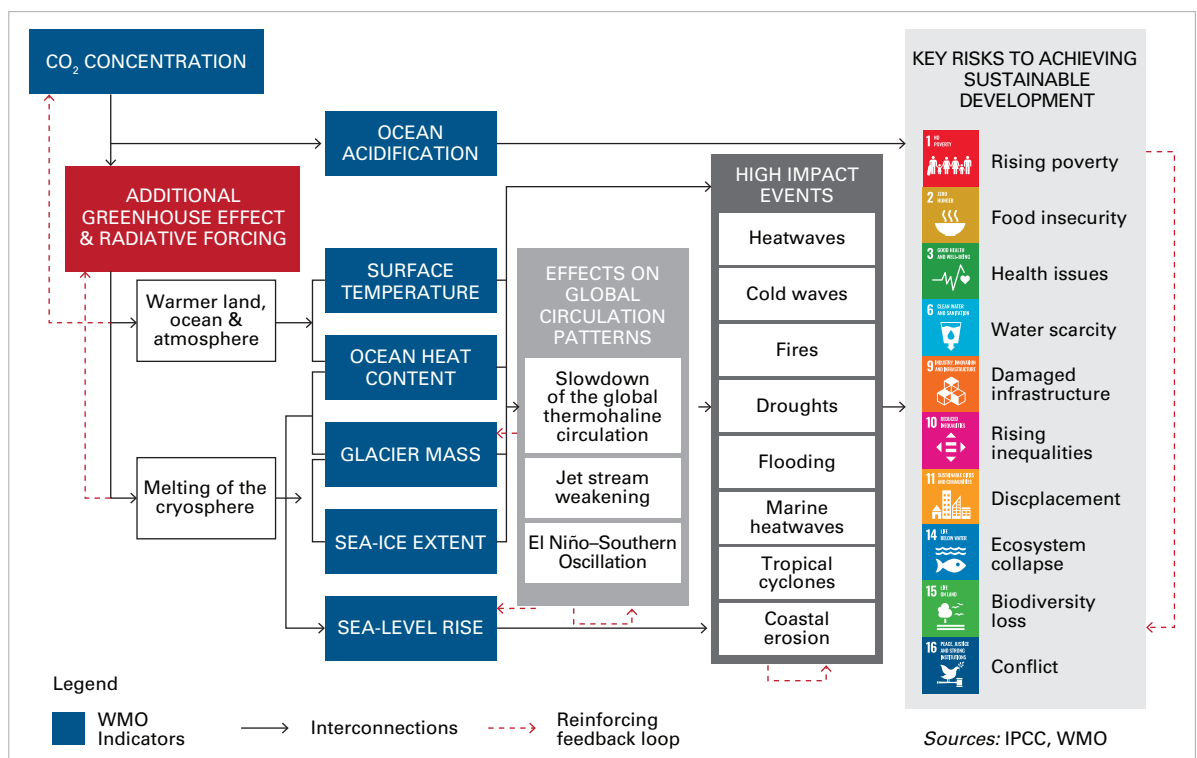 CO₂ CONCENTRATION
ADDITIONAL
GREENHOUSE EFFECT
& RADIATIVE FORCING
Warmer land,
ocean &
atmosphere
Melting of the
cryosphere
OCEAN
ACIDIFICATION
SURFACE
TEMPERATURE
OCEAN HEAT
CONTENT
GLACIER MASS
SEA-ICE EXTENT
SEA-LEVEL RISE
EFFECTS ON
GLOBAL
CIRCULATION
PATTERNS
Slowdown
of the global
thermohaline
circulation
Jet stream
weakening
El Niño–Southern
Oscillation
HIGH IMPACT
EVENTS
Heatwaves
Cold waves
Fires
Droughts
Flooding
Marine
heatwaves
Tropical
cyclones
Coastal
erosion
KEY RISKS TO ACHIEVING
SUSTAINABLE
DEVELOPMENT
1 NO
POVERTY
Rising poverty
2 ZERO
HUNGER
Food insecurity
3 GOOD HEALTH
AND WELL-BEING
Health issues
6 CLEAN WATER
AND SANITATION
Water scarcity
9 INDUSTRY, INNOVATION
AND INFRASTRUCTURE
Damaged
infrastructure
10 REDUCED
INEQUALITIES
Rising
inequalities
11 SUSTAINABLE CITIES
AND COMMUNITIES
Discplacement
14 LIFE
BELOW WATER
Ecosystem
collapse
15 LIFE
ON LAND
Biodiversity
loss
16 PEACE, JUSTICE
AND STRONG
INSTITUTIONS
Conflict
Legend
WMO
Indicators
Interconnections
Reinforcing
feedback loop
Sources: IPCC, WMO